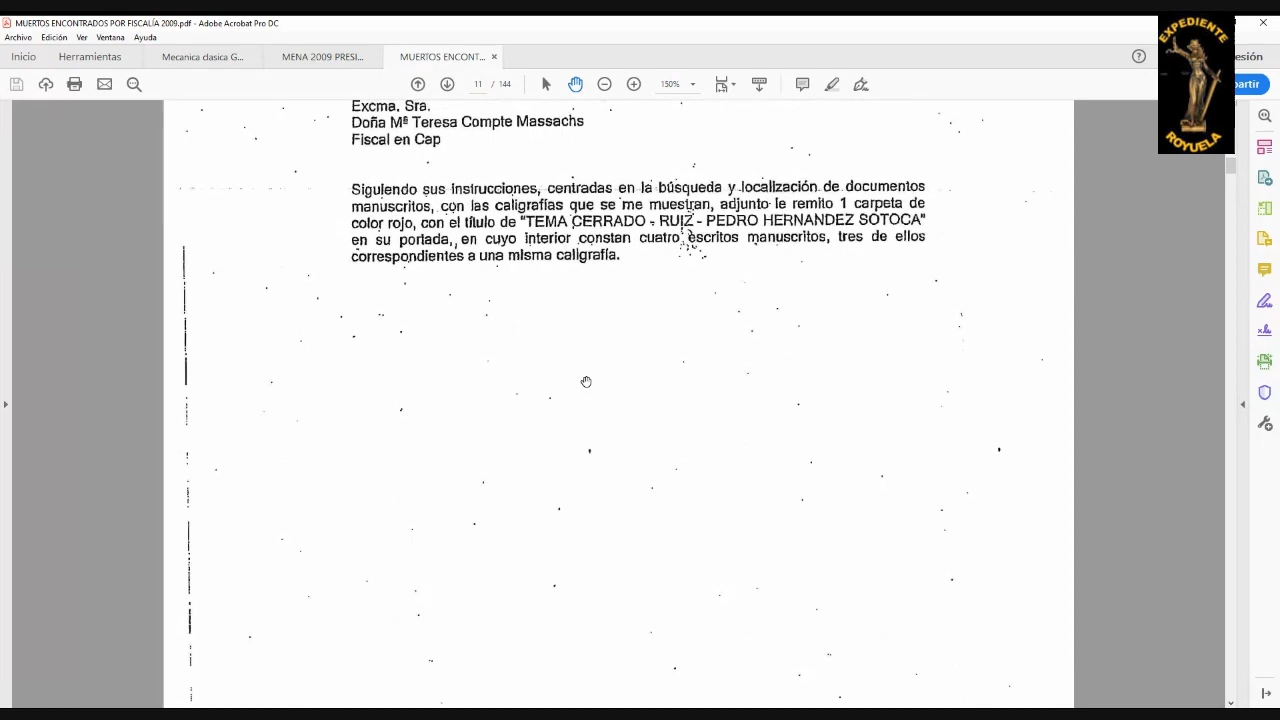 MUERTOS ENCONTRADOS POR FISCALÍA 2009.pdf - Adobe Acrobat Pro DC
Archivo Edición Ver Ventana Ayuda
Inicio Herramientas Mecanica dasica G... MENA 2009 PRESI... MUERTOS ENCONT... × esión
11 / 144 150% partir
EXPEDIENTE
ROYUELA
Excma. Sra.
Doña Mª Teresa Compte Massachs
Fiscal en Cap
Siguiendo sus instrucciones, centradas en la búsqueda y localización de documentos
manuscritos, con las caligrafías que se me muestran, adjunto le remito 1 carpeta de
color rojo, con el título de "TEMA CERRADO - RUIZ - PEDRO HERNANDEZ SOTOCA"
en su portada, en cuyo interior constan cuatro escritos manuscritos, tres de ellos
correspondientes a una misma caligrafía.